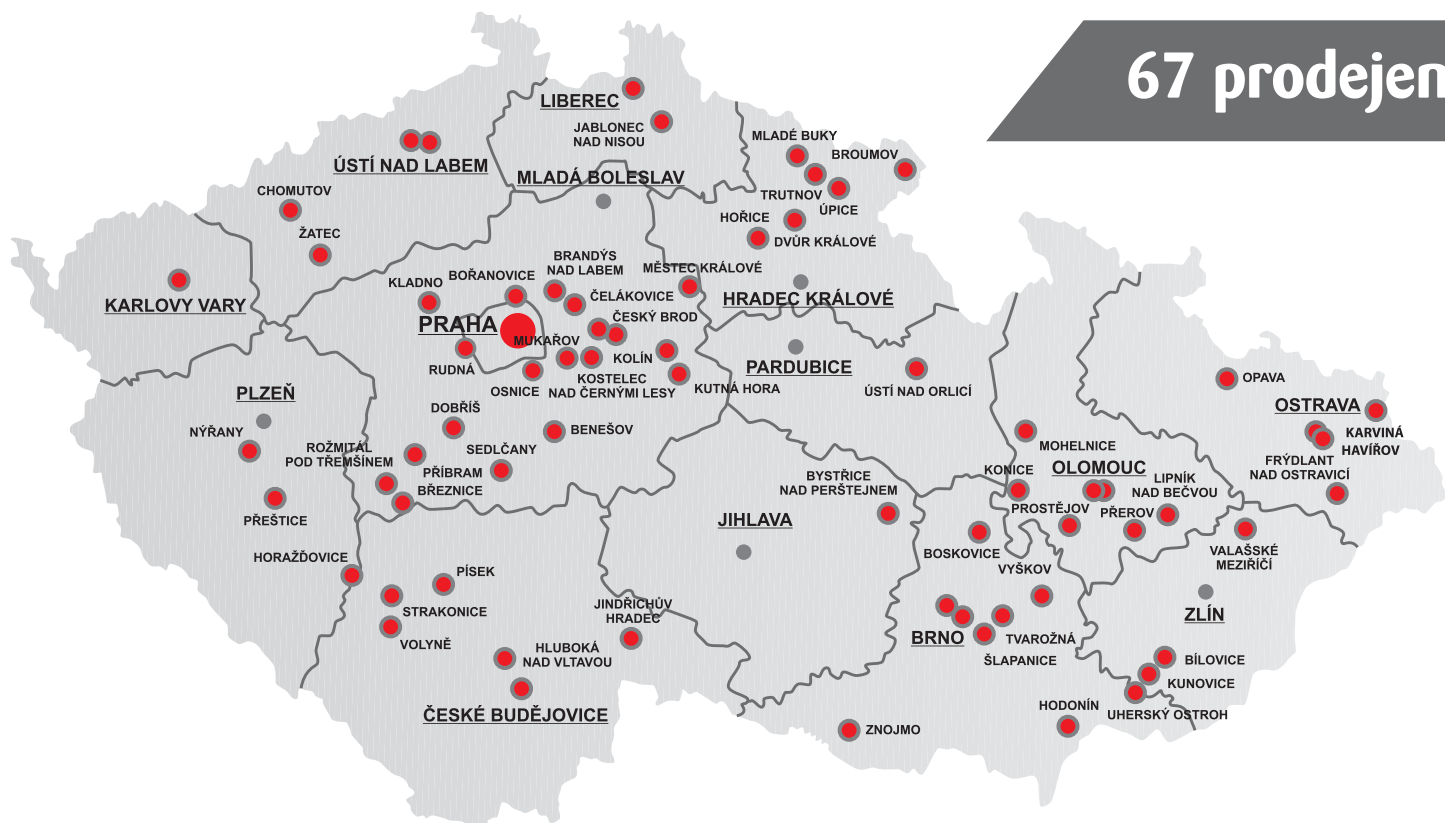 67 prodejen
LIBEREC
JABLONEC
NAD NISOU
MLADÉ BUKY
BROUMOV
ÚSTÍ NAD LABEM
MLADÁ BOLESLAV
CHOMUTOV
TRUTNOV
ÚPICE
HOŘICE
ŽATEC
DVŮR KRÁLOVÉ
BRANDÝS
NAD LABEM
MĚSTEC KRÁLOVÉ
BOŘANOVICE
KLADNO
ČELÁKOVICE
HRADEC KRÁLOVÉ
KARLOVY VARY
ČESKÝ BROD
PRAHA
MUKAŘOV
KOLÍN
PARDUBICE
RUDNÁ
KOSTELEC
NAD ČERNÝMI LESY
OSNICE
KUTNÁ HORA
ÚSTÍ NAD ORLICÍ
OPAVA
PLZEŇ
DOBŘÍŠ
OSTRAVA
NÝŘANY
BENEŠOV
KARVINÁ
HAVÍŘOV
MOHELNICE
ROŽMITÁL
POD TŘEMŠÍNEM
SEDLČANY
FRÝDLANT
NAD OSTRAVICÍ
PŘÍBRAM
BŘEZNICE
BYSTŘICE
NAD PERŠTEJNEM
KONICE
OLOMOUC
LIPNÍK
NAD BEČVOU
PROSTĚJOV
PŘEROV
PŘEŠTICE
JIHLAVA
BOSKOVICE
VALAŠSKÉ
MEZIŘÍČÍ
HORAŽĎOVICE
VYŠKOV
PÍSEK
STRAKONICE
JINDŘICHŮV
HRADEC
ZLÍN
VOLYNĚ
BRNO
TVAROŽNÁ
HLUBOKÁ
NAD VLTAVOU
ŠLAPANICE
BÍLOVICE
KUNOVICE
HODONÍN
UHERSKÝ OSTROH
ČESKÉ BUDĚJOVICE
ZNOJMO